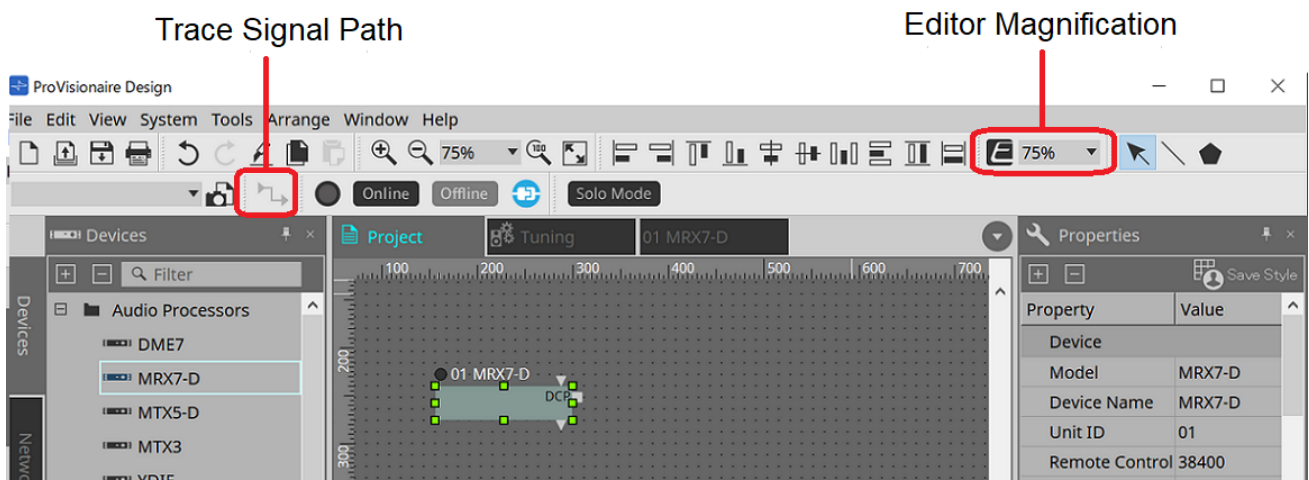 Trace Signal Path
Editor Magnification
ProVisionaire Design
File Edit View System Tools Arrange Window Help
75%
100
75%
Online
Offline
Solo Mode
Devices
Project
Tuning
01 MRX7-D
Properties
Filter
100 200 300 400 500 600 700
Save Style
Devices
Audio Processors
Property Value
DME7
Device
MRX7-D
200
01 MRX7-D
Model MRX7-D
DCP
Device Name MRX7-D
MTX5-D
Unit ID 01
MTX3
300
Remote Control 38400